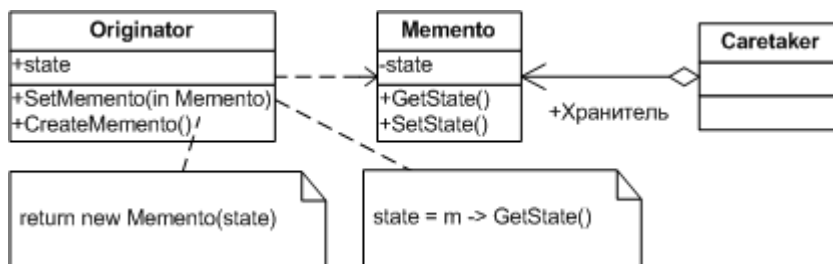 Originator
+state
+SetMemento(in Memento)
+CreateMemento()
Memento
-state
+GetState()
+SetState()
Caretaker
+Хранитель
return new Memento(state)
state = m -> GetState()